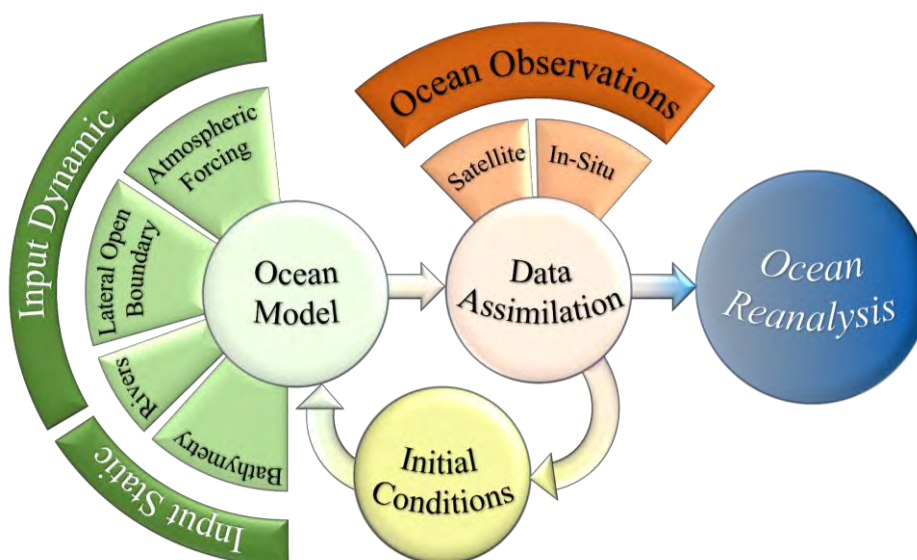 Input Dynamic
Atmospheric
Forcing
Lateral Open
Boundary
Rivers
Bathymetry
Input Static
Ocean
Model
Ocean Observations
Satellite
In-Situ
Data
Assimilation
Initial
Conditions
Ocean
Reanalysis